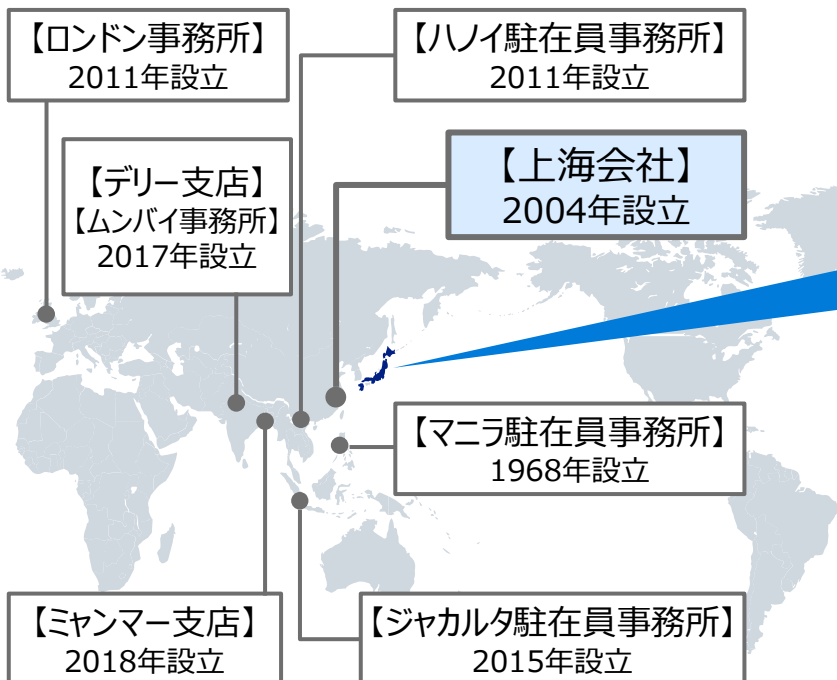 【ロンドン事務所】
2011年設立
【ハノイ駐在員事務所】
2011年設立
【デリー支店】
【ムンバイ事務所】
2017年設立
【上海会社】
2004年設立
【マニラ駐在員事務所】
1968年設立
【ミャンマー支店】
2018年設立
【ジャカルタ駐在員事務所】
2015年設立